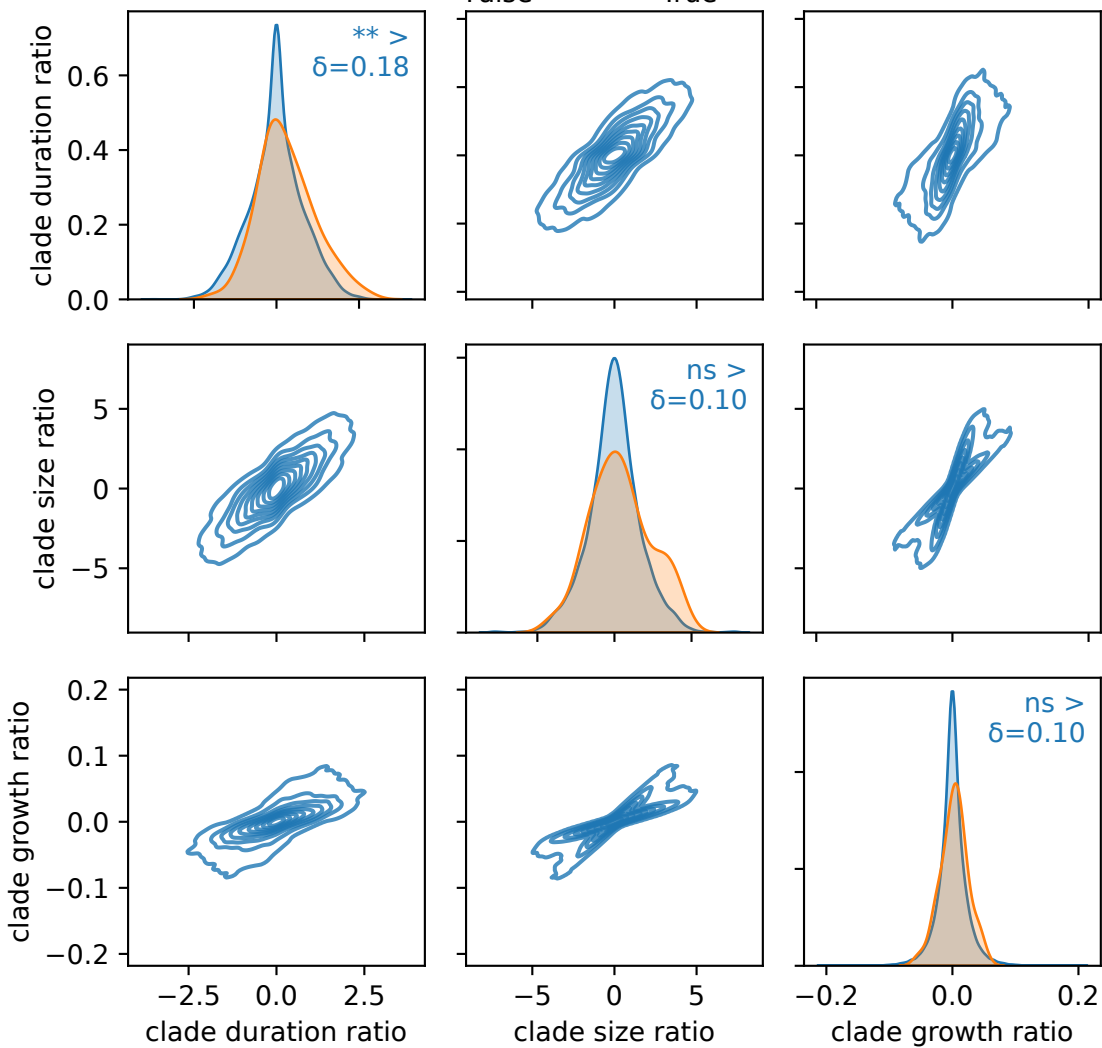 False True
clade duration ratio
0.6
0.4
0.2
0.0
** >
δ=0.18
clade size ratio
5
0
−5
ns >
δ=0.10
clade growth ratio
0.2
0.1
0.0
−0.1
−0.2
ns >
δ=0.10
−2.5 0.0 2.5
−5 0 5
−0.2 0.0 0.2
clade duration ratio
clade size ratio
clade growth ratio